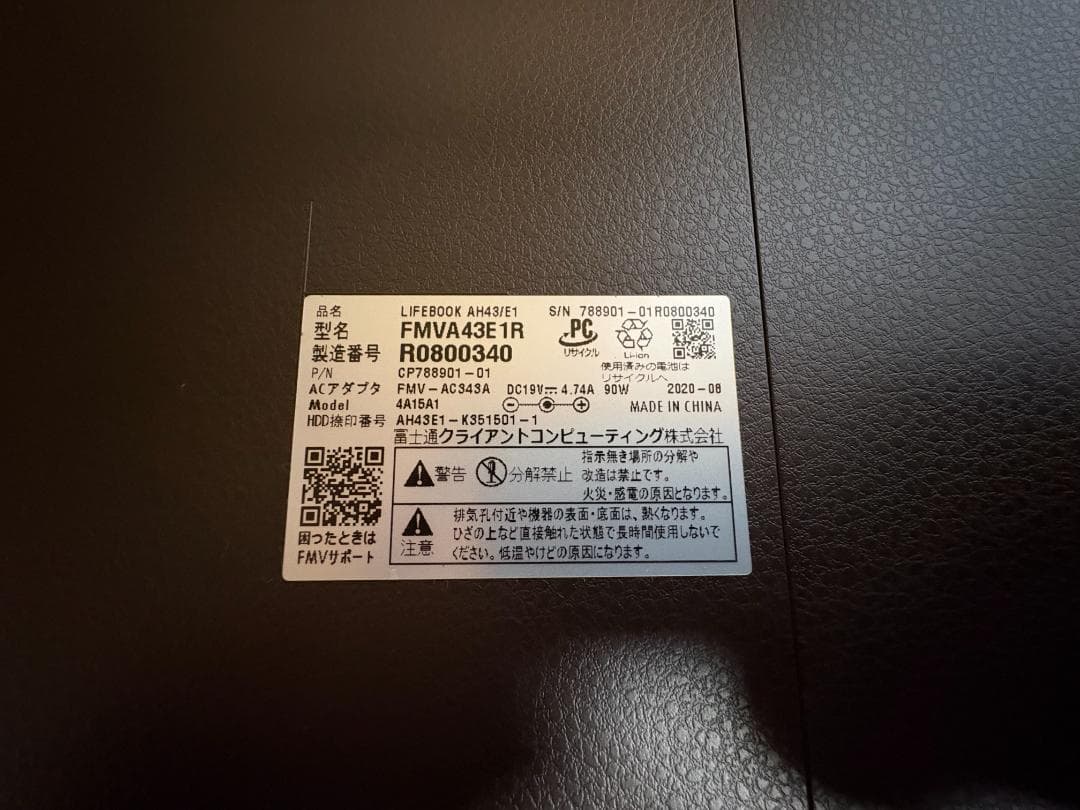 品名 LIFEBOOK AH43/E1 S/N 788901-01R0800340
型名 FMVA43E1R
製造番号 R0800340
PC
リサイクル
Li-ion
使用済みの電池は
リサイクルへ
P/N CP788901-01
ACアダプタ FMV-AC343A DC19V⎓4.74A 90W 2020-08
Model 4A15A1 MADE IN CHINA
HDD捺印番号 AH43E1-K351501-1
富士通クライアントコンピューティング株式会社
警告 分解禁止
指示無き場所の分解や
改造は禁止です。
火災・感電の原因となります。
注意
排気孔付近や機器の表面・底面は、熱くなります。
ひざの上など直接触れた状態で長時間使用しないで
ください。低温やけどの原因になります。
困ったときは
FMVサポート